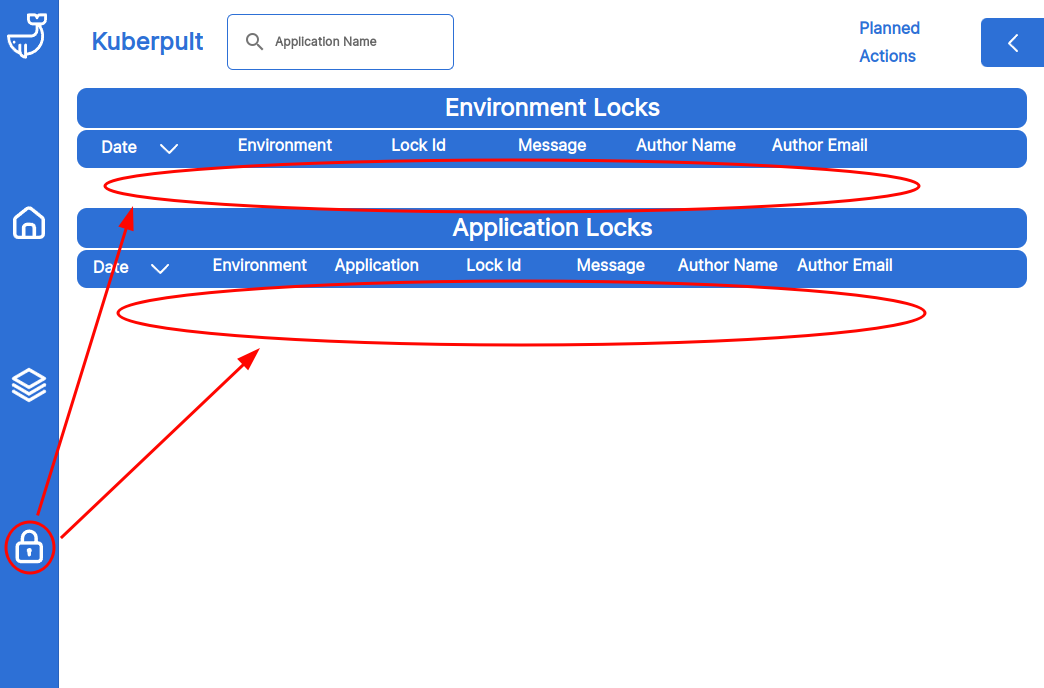 Kuberpult
Application Name
Planned
Actions
Environment Locks
Date Environment Lock Id Message Author Name Author Email
Application Locks
Date Environment Application Lock Id Message Author Name Author Email